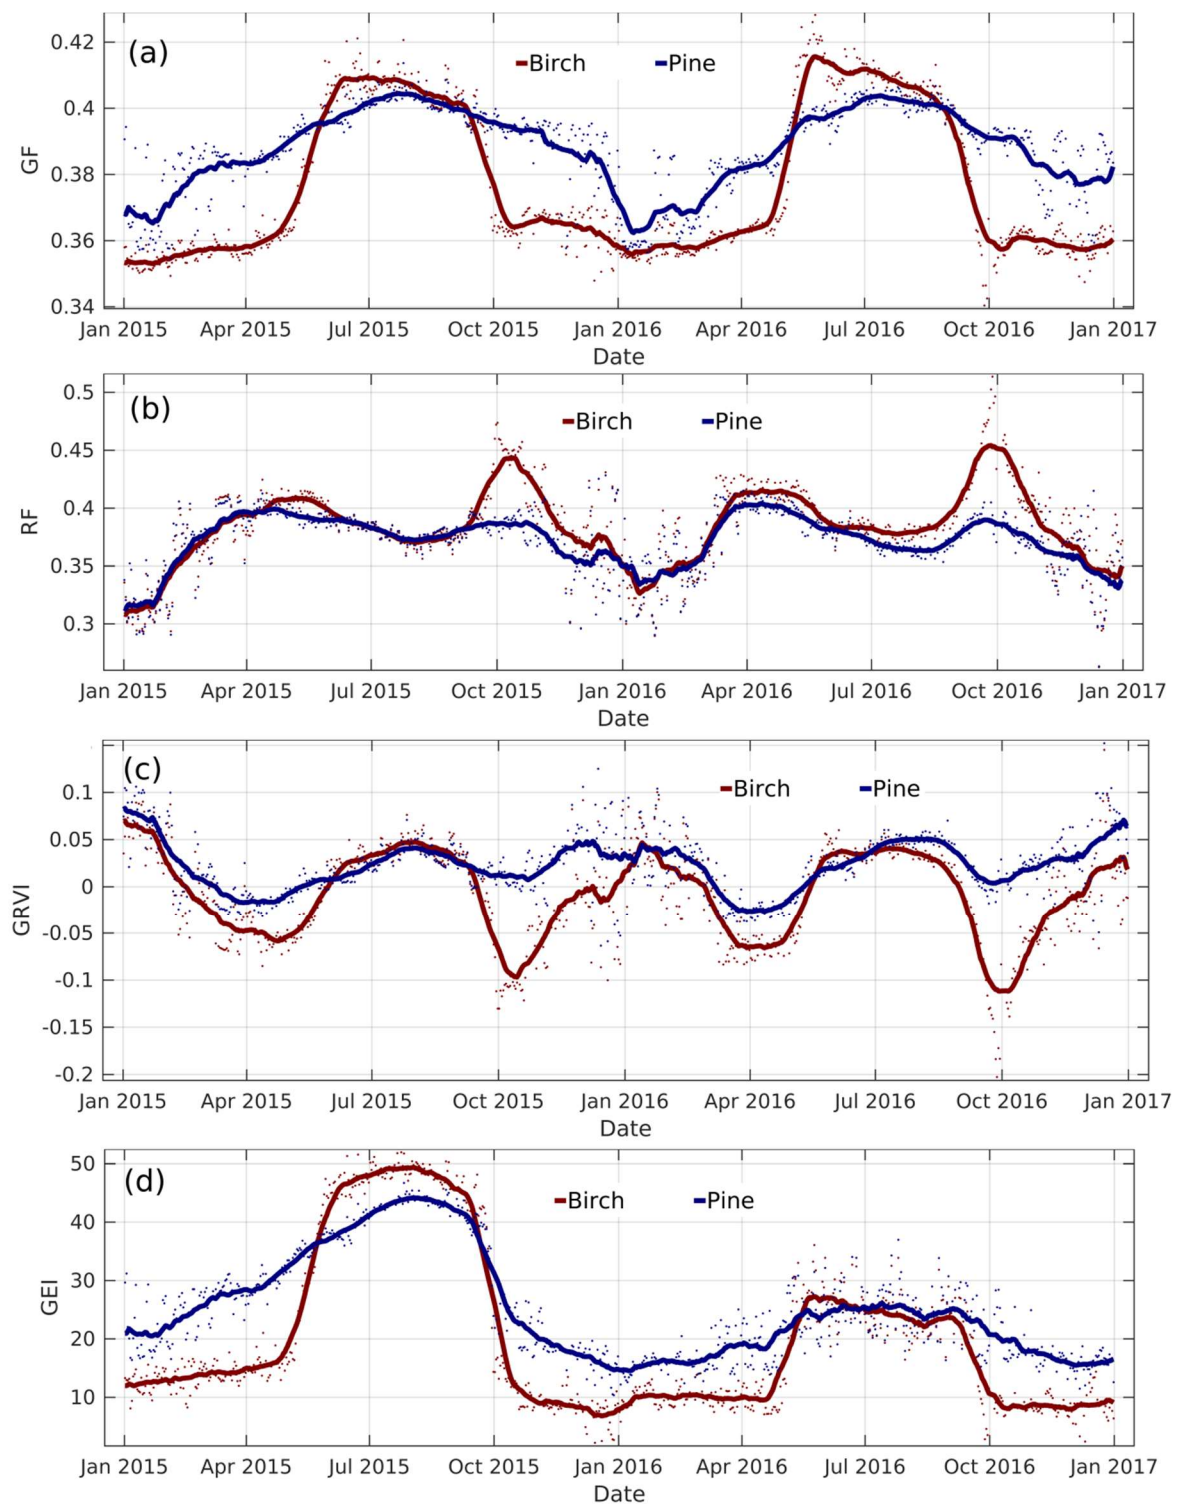 (a)
Birch Pine
0.42
0.4
0.38
0.36
0.34
GF
Jan 2015 Apr 2015 Jul 2015 Oct 2015 Jan 2016 Apr 2016 Jul 2016 Oct 2016 Jan 2017
Date
(b)
Birch Pine
0.5
0.45
0.4
0.35
0.3
RF
Jan 2015 Apr 2015 Jul 2015 Oct 2015 Jan 2016 Apr 2016 Jul 2016 Oct 2016 Jan 2017
Date
(c)
Birch Pine
0.1
0.05
0
-0.05
-0.1
-0.15
-0.2
GRVI
Jan 2015 Apr 2015 Jul 2015 Oct 2015 Jan 2016 Apr 2016 Jul 2016 Oct 2016 Jan 2017
Date
(d)
Birch Pine
50
40
30
20
10
GEI
Jan 2015 Apr 2015 Jul 2015 Oct 2015 Jan 2016 Apr 2016 Jul 2016 Oct 2016 Jan 2017
Date